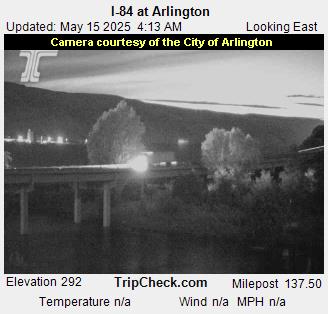 I-84 at Arlington
Updated: May 15 2025 4:13 AM Looking East
Camera courtesy of the City of Arlington
Elevation 292 TripCheck.com Milepost 137.50
Temperature n/a Wind n/a MPH n/a